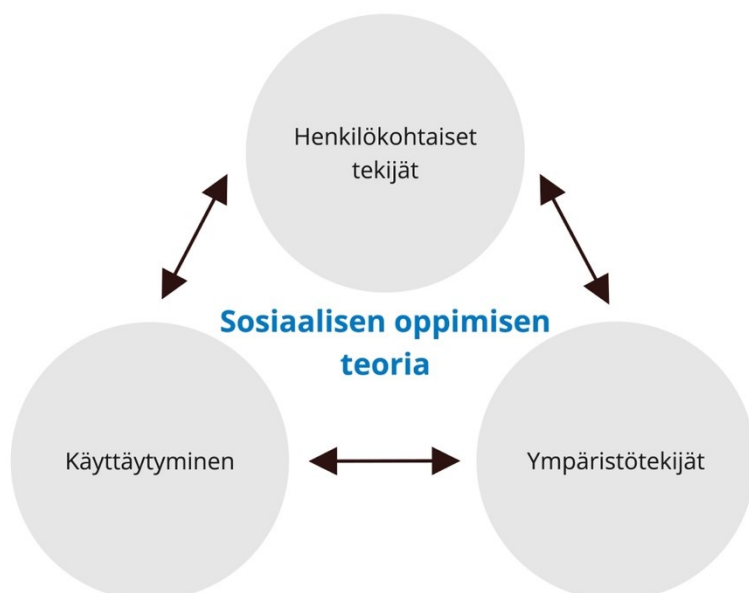 Henkilökohtaiset
tekijät
Sosiaalisen oppimisen
teoria
Käyttäytyminen
Ympäristötekijät